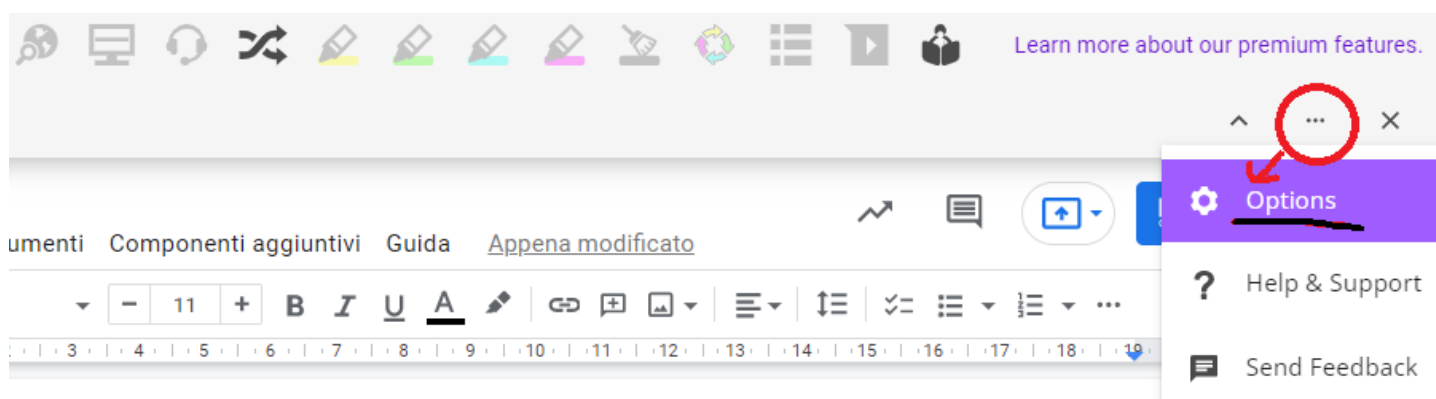 Learn more about our premium features.
Options
umenti Componenti aggiuntivi Guida Appena modificato
Help & Support
11 B I U A
3 4 5 6 7 8 9 10 11 12 13 14 15 16 17 18 19
Send Feedback